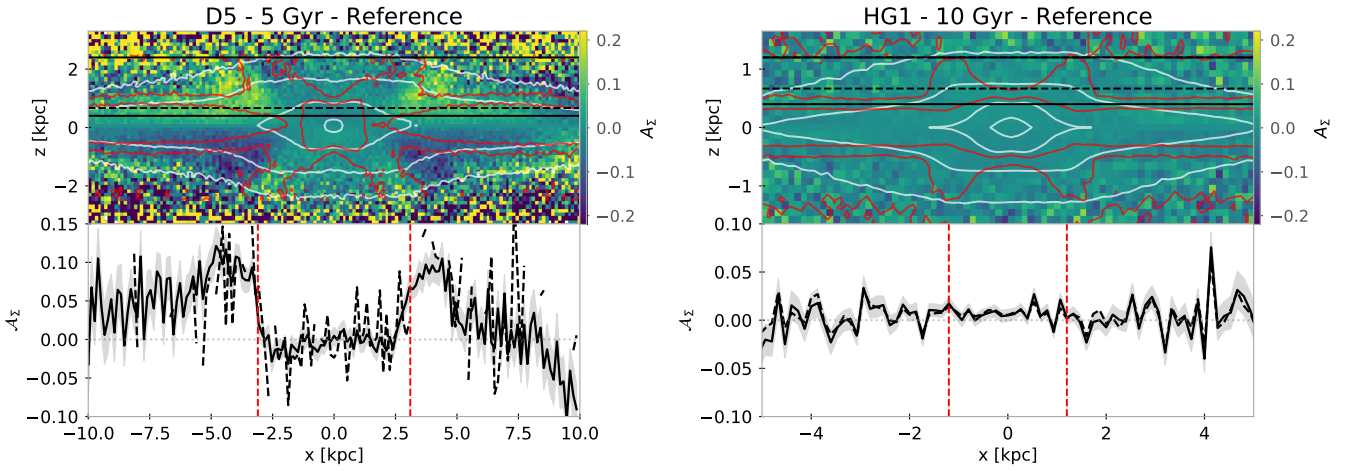 D5 - 5 Gyr - Reference
2
0
−2
z [kpc]
0.2
0.1
0.0
−0.1
−0.2
A_Σ
0.15
0.10
0.05
0.00
−0.05
−0.10
𝒜_Σ
−10.0 −7.5 −5.0 −2.5 0.0 2.5 5.0 7.5 10.0
x [kpc]
HG1 - 10 Gyr - Reference
1
0
−1
z [kpc]
0.2
0.1
0.0
−0.1
−0.2
A_Σ
0.10
0.05
0.00
−0.05
−0.10
𝒜_Σ
−4 −2 0 2 4
x [kpc]